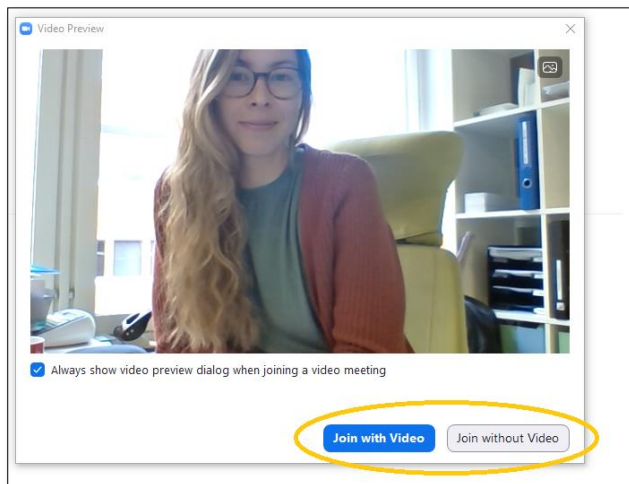 Video Preview
Always show video preview dialog when joining a video meeting
Join with Video
Join without Video